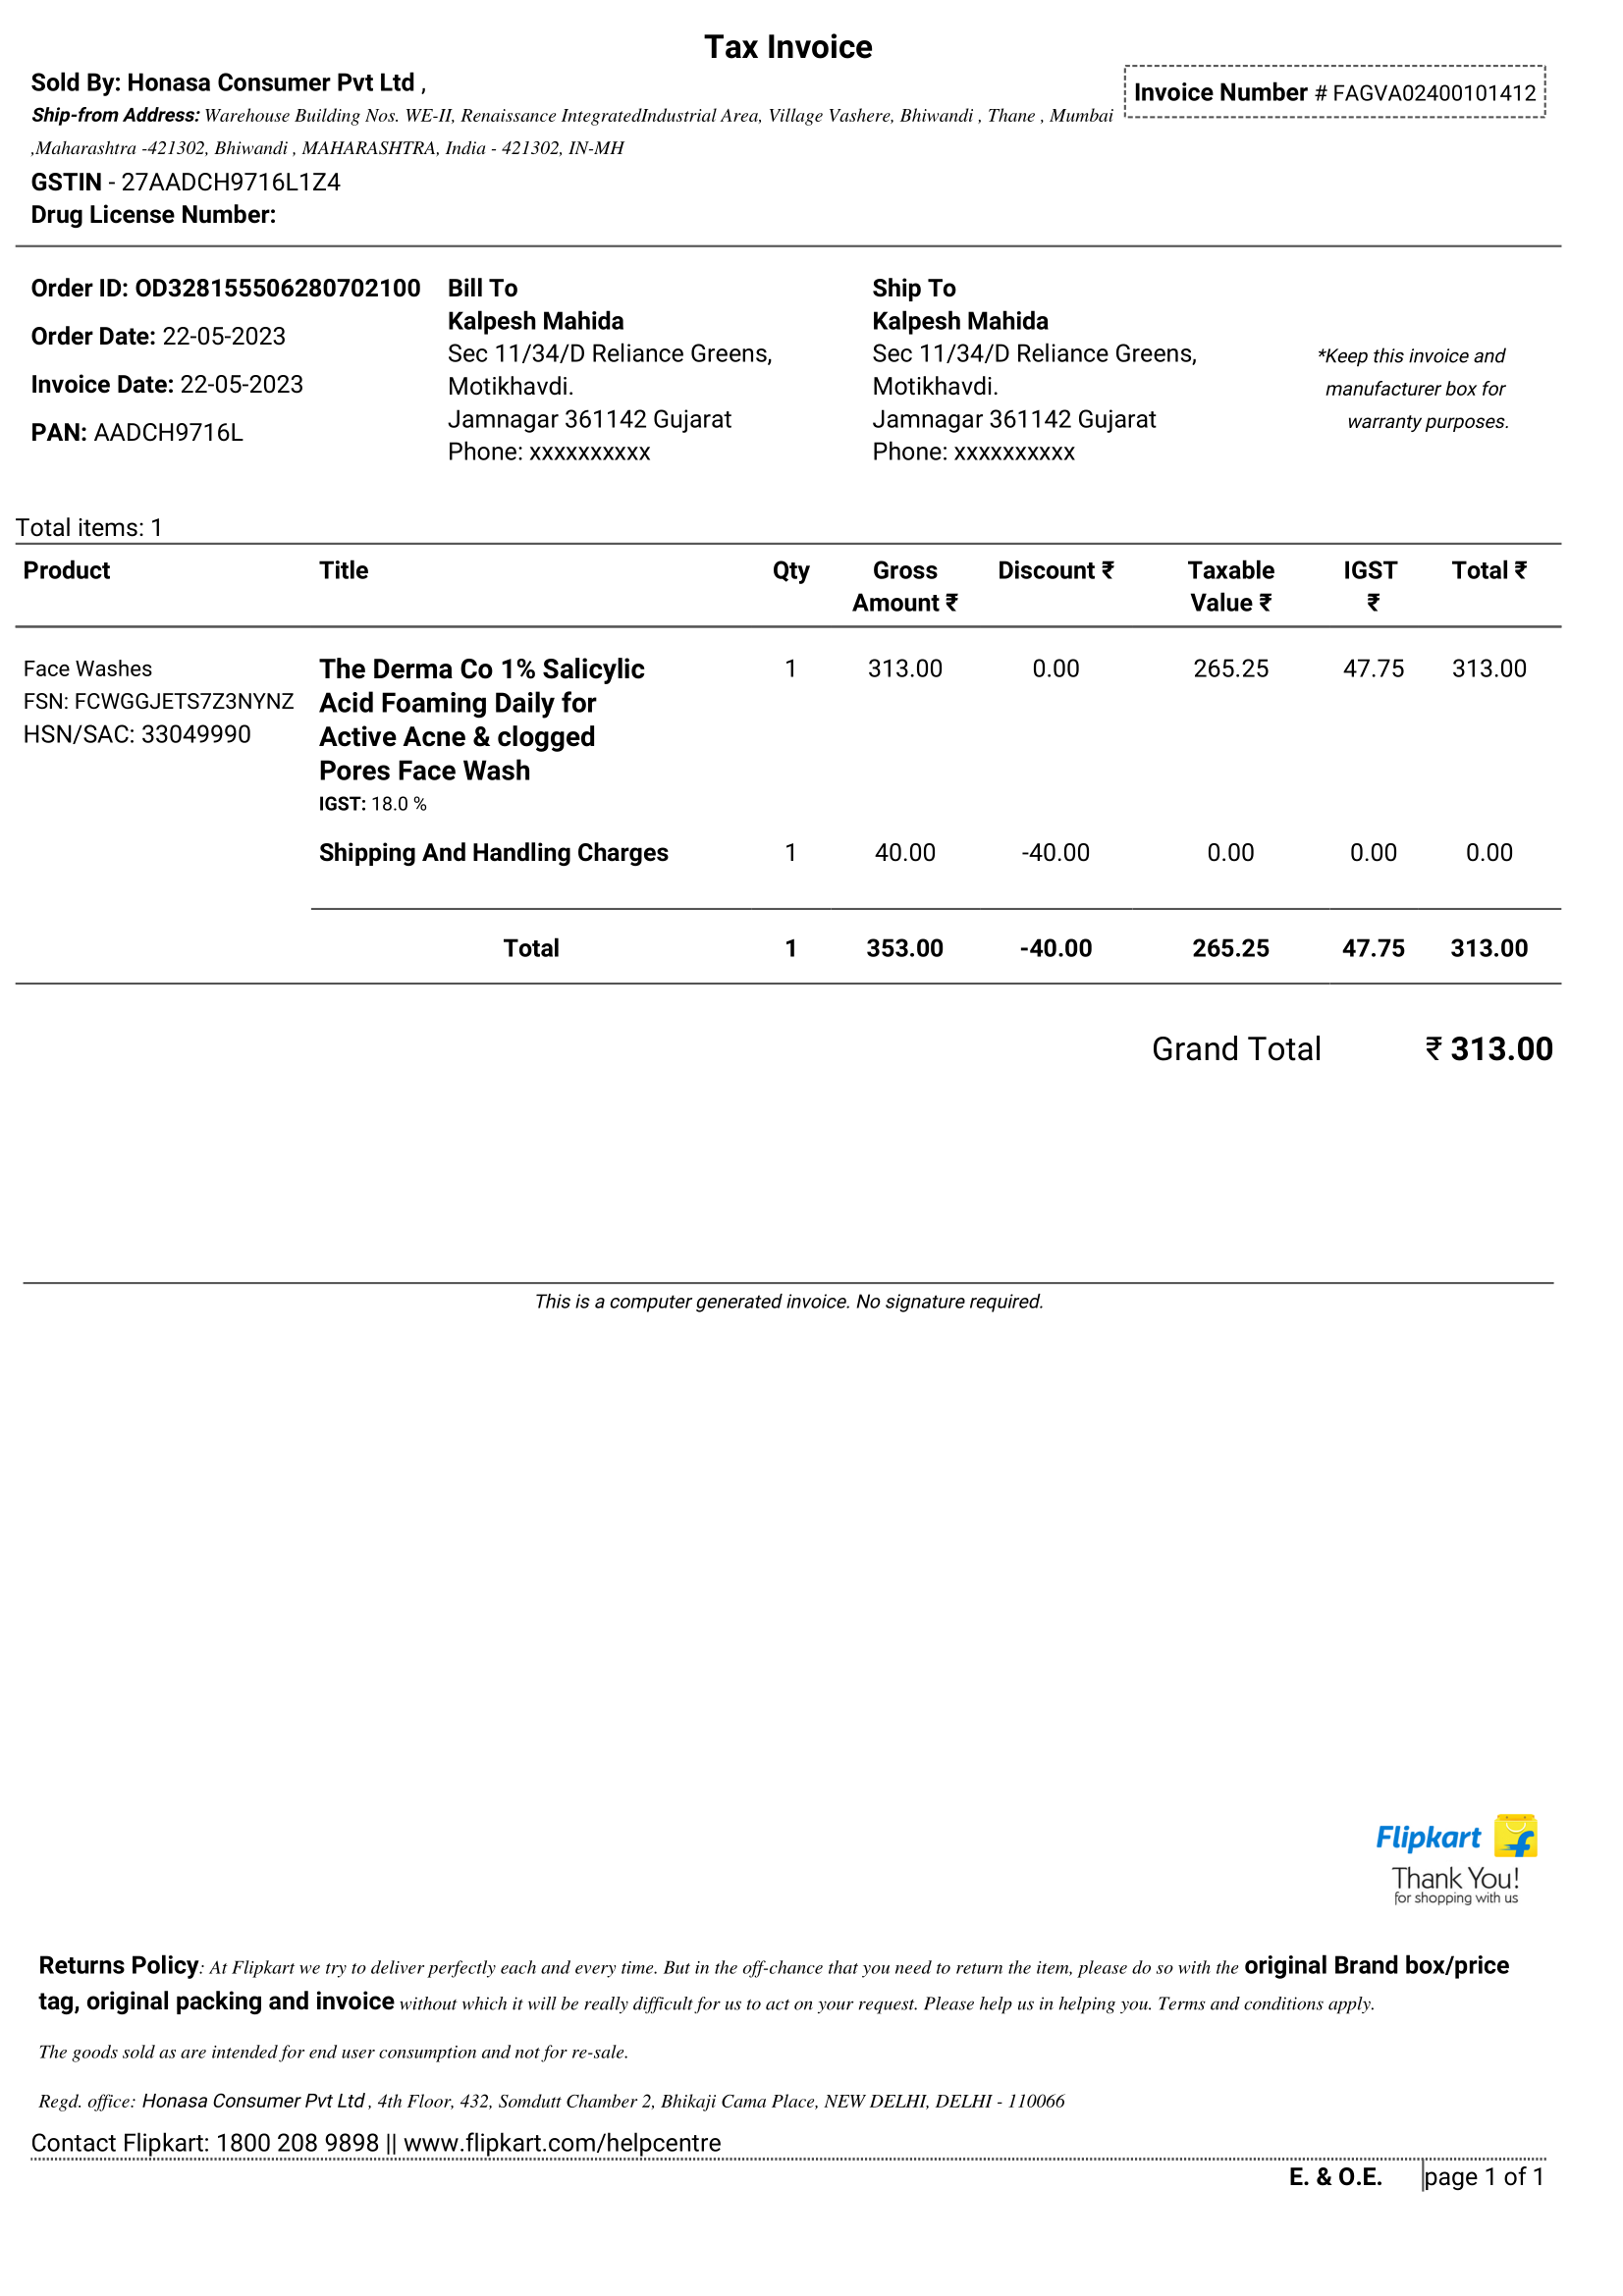 Tax Invoice
Sold By: Honasa Consumer Pvt Ltd ,
Invoice Number # FAGVA02400101412
Ship-from Address: Warehouse Building Nos. WE-II, Renaissance IntegratedIndustrial Area, Village Vashere, Bhiwandi , Thane , Mumbai
,Maharashtra -421302, Bhiwandi , MAHARASHTRA, India - 421302, IN-MH
GSTIN - 27AADCH9716L1Z4
Drug License Number:
Order ID: OD328155506280702100
Order Date: 22-05-2023
Invoice Date: 22-05-2023
PAN: AADCH9716L
Bill To
Kalpesh Mahida
Sec 11/34/D Reliance Greens,
Motikhavdi.
Jamnagar 361142 Gujarat
Phone: xxxxxxxxxx
Ship To
Kalpesh Mahida
Sec 11/34/D Reliance Greens,
Motikhavdi.
Jamnagar 361142 Gujarat
Phone: xxxxxxxxxx
*Keep this invoice and
manufacturer box for
warranty purposes.
Total items: 1
Product Title Qty Gross Amount ₹ Discount ₹ Taxable Value ₹ IGST ₹ Total ₹
Face Washes
FSN: FCWGGJETS7Z3NYNZ
HSN/SAC: 33049990
The Derma Co 1% Salicylic
Acid Foaming Daily for
Active Acne & clogged
Pores Face Wash
IGST: 18.0 %
1 313.00 0.00 265.25 47.75 313.00
Shipping And Handling Charges 1 40.00 -40.00 0.00 0.00 0.00
Total 1 353.00 -40.00 265.25 47.75 313.00
Grand Total ₹ 313.00
This is a computer generated invoice. No signature required.
Flipkart
Thank You!
for shopping with us
Returns Policy: At Flipkart we try to deliver perfectly each and every time. But in the off-chance that you need to return the item, please do so with the original Brand box/price
tag, original packing and invoice without which it will be really difficult for us to act on your request. Please help us in helping you. Terms and conditions apply.
The goods sold as are intended for end user consumption and not for re-sale.
Regd. office: Honasa Consumer Pvt Ltd , 4th Floor, 432, Somdutt Chamber 2, Bhikaji Cama Place, NEW DELHI, DELHI - 110066
Contact Flipkart: 1800 208 9898 || www.flipkart.com/helpcentre
E. & O.E. page 1 of 1